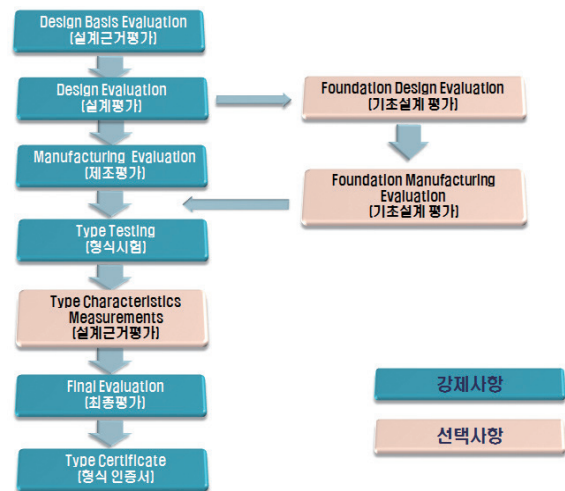 Design Basis Evaluation
(설계근거평가)
Design Evaluation
(설계평가)
Foundation Design Evaluation
(기초설계 평가)
Manufacturing Evaluation
(제조평가)
Foundation Manufacturing
Evaluation
(기초설계 평가)
Type Testing
(형식시험)
Type Characteristics
Measurements
(설계근거평가)
Final Evaluation
(최종평가)
강제사항
Type Certificate
(형식 인증서)
선택사항